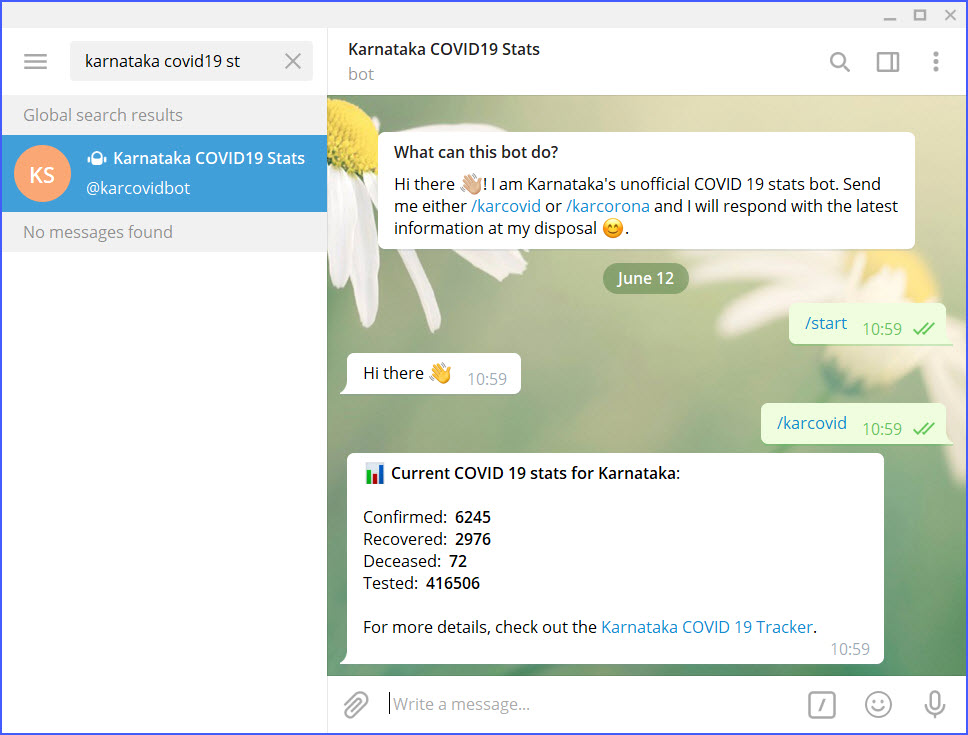 karnataka covid19 st
Global search results
KS
Karnataka COVID19 Stats
@karcovidbot
No messages found
Karnataka COVID19 Stats
bot
What can this bot do?
Hi there 👋🏼! I am Karnataka's unofficial COVID 19 stats bot. Send
me either /karcovid or /karcorona and I will respond with the latest
information at my disposal 😊.
June 12
/start 10:59
Hi there 👋 10:59
/karcovid 10:59
📊 Current COVID 19 stats for Karnataka:
Confirmed: 6245
Recovered: 2976
Deceased: 72
Tested: 416506
For more details, check out the Karnataka COVID 19 Tracker.
10:59
Write a message...